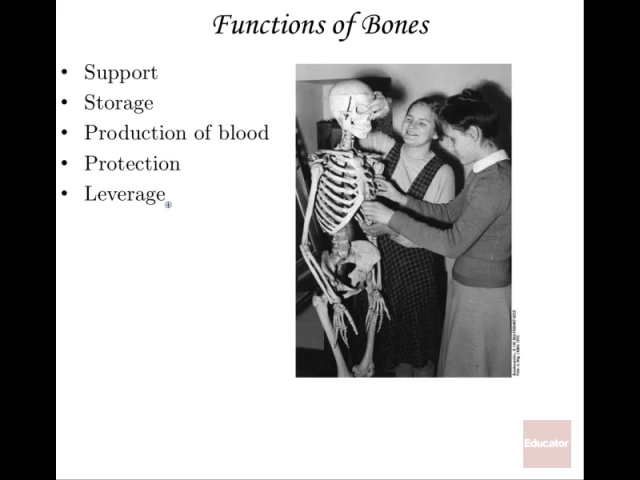 Functions of Bones
• Support
• Storage
• Production of blood
• Protection
• Leverage
Educator